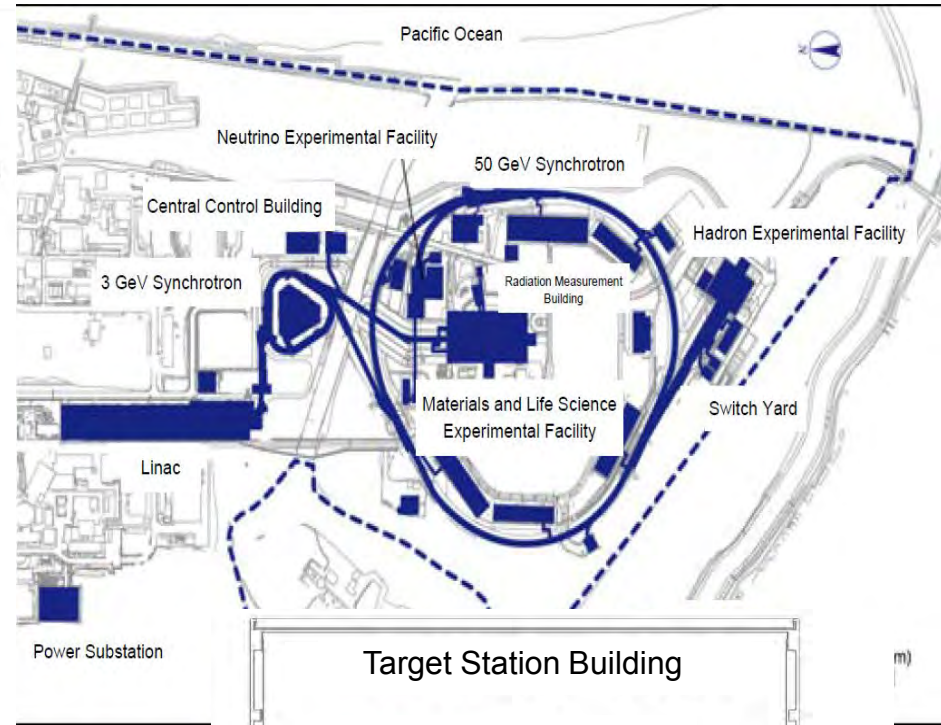 Pacific Ocean
N
Neutrino Experimental Facility
50 GeV Synchrotron
Central Control Building
Hadron Experimental Facility
3 GeV Synchrotron
Radiation Measurement
Building
Materials and Life Science
Experimental Facility
Switch Yard
Linac
Power Substation
Target Station Building
m)